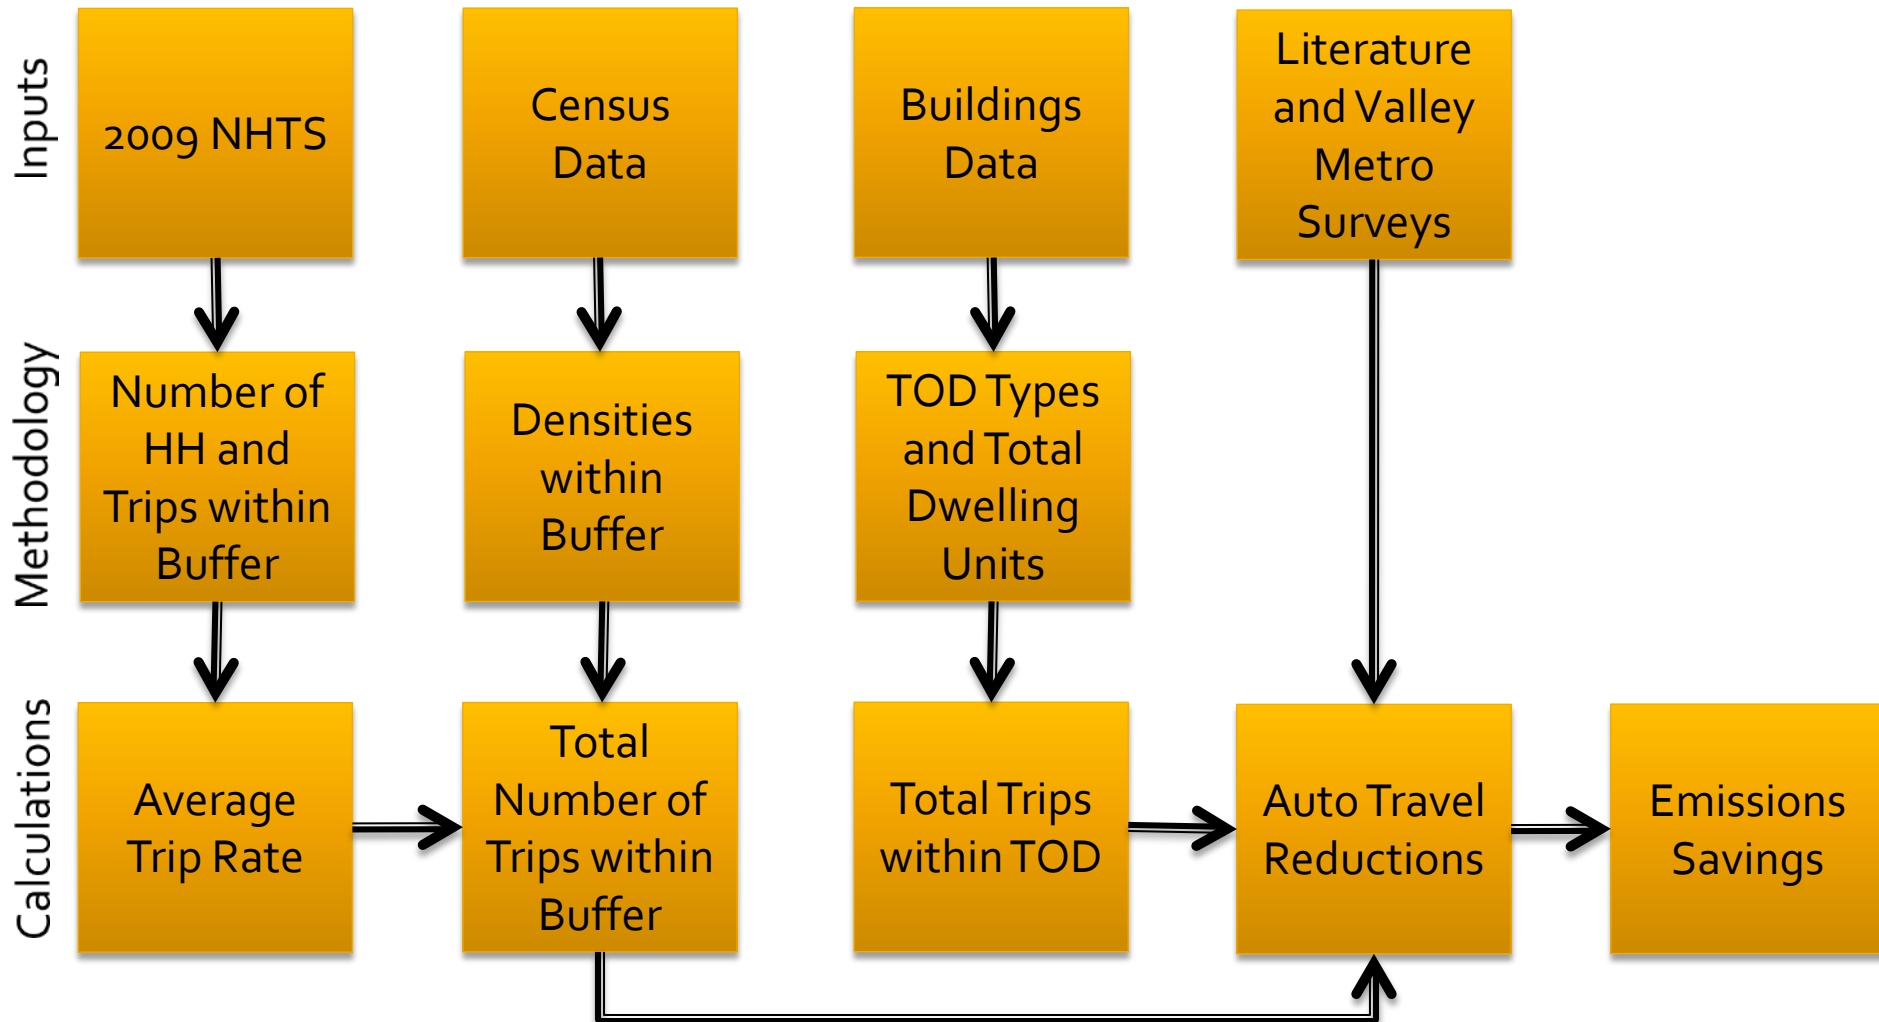 Inputs
2009 NHTS
Census
Data
Buildings
Data
Literature
and Valley
Metro
Surveys
Methodology
Number of
HH and
Trips within
Buffer
Densities
within
Buffer
TOD Types
and Total
Dwelling
Units
Calculations
Average
Trip Rate
Total
Number of
Trips within
Buffer
Total Trips
within TOD
Auto Travel
Reductions
Emissions
Savings